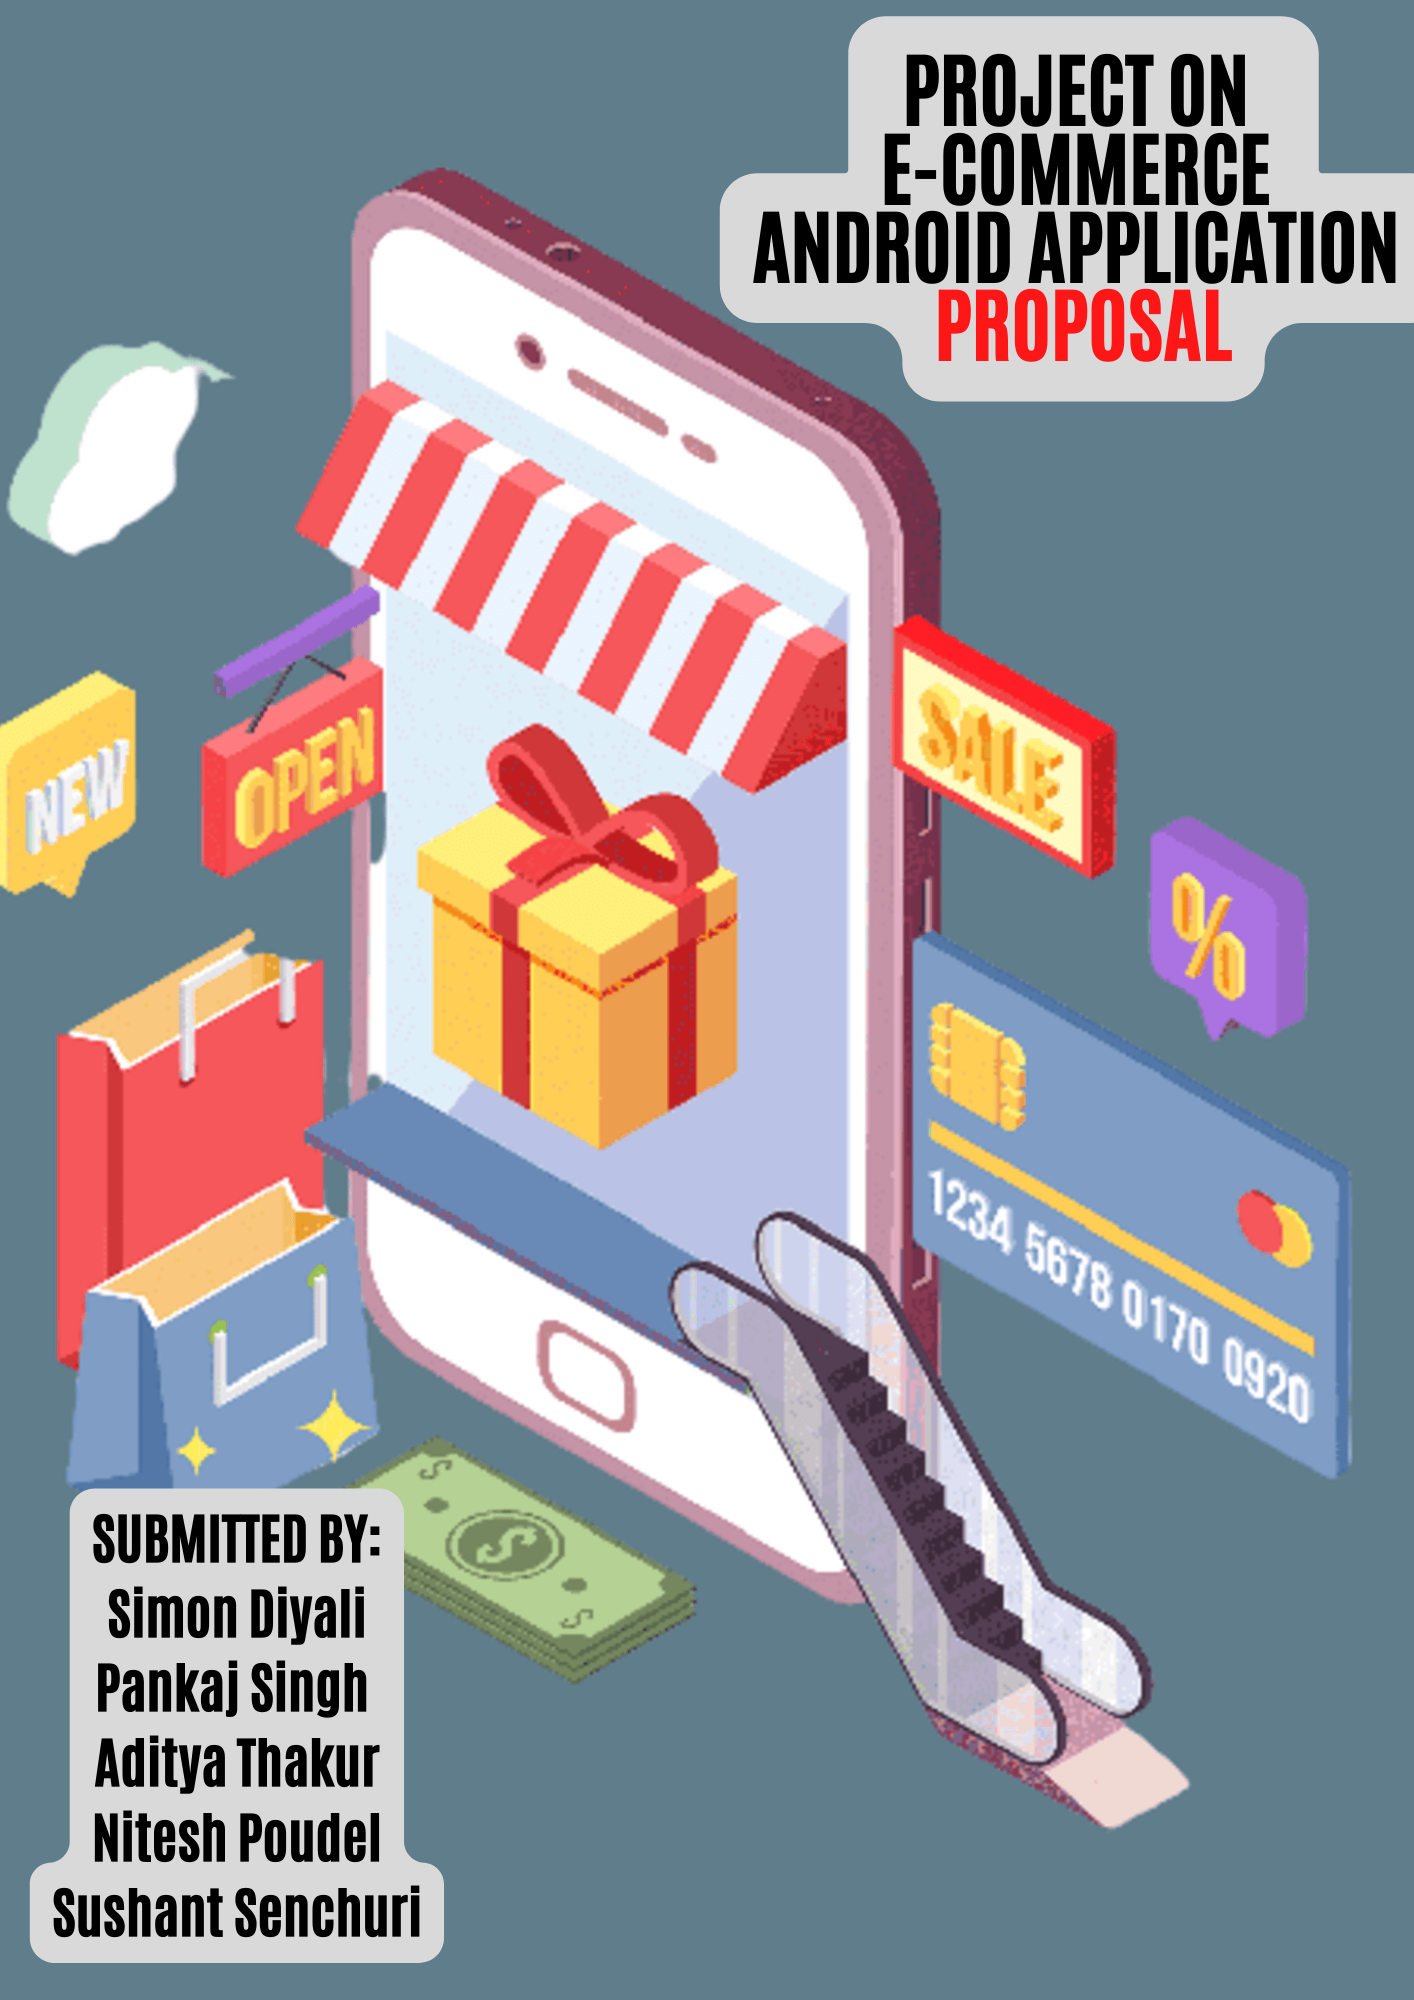 PROJECT ON
E-COMMERCE
ANDROID APPLICATION
PROPOSAL
NEW
OPEN
SALE
%
1234 5678 0170 0920
$
$
$
SUBMITTED BY:
Simon Diyali
Pankaj Singh
Aditya Thakur
Nitesh Poudel
Sushant Senchuri